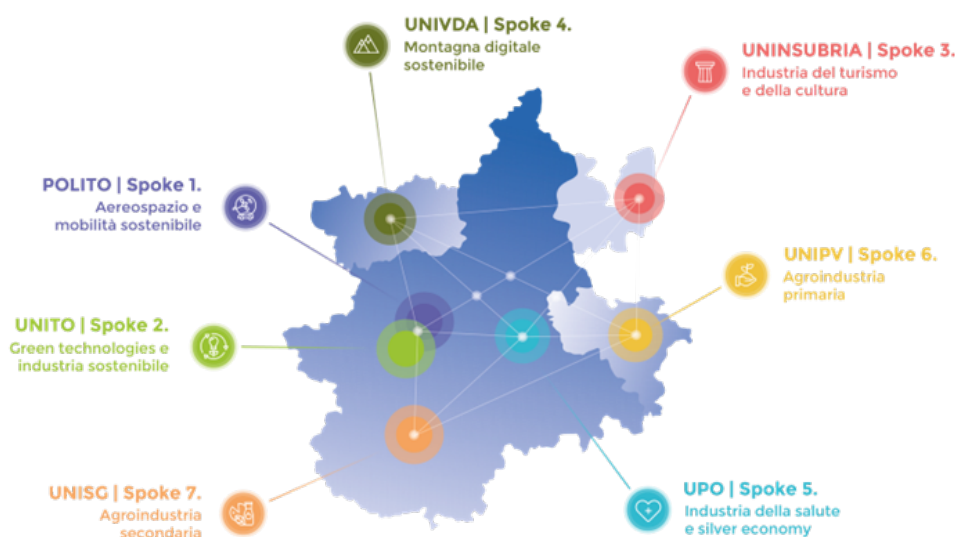 UNIVDA | Spoke 4.
Montagna digitale
sostenibile
UNINSUBRIA | Spoke 3.
Industria del turismo
e della cultura
POLITO | Spoke 1.
Aereospazio e
mobilità sostenibile
UNIPV | Spoke 6.
Agroindustria
primaria
UNITO | Spoke 2.
Green technologies e
industria sostenibile
UNISG | Spoke 7.
Agroindustria
secondaria
UPO | Spoke 5.
Industria della salute
e silver economy